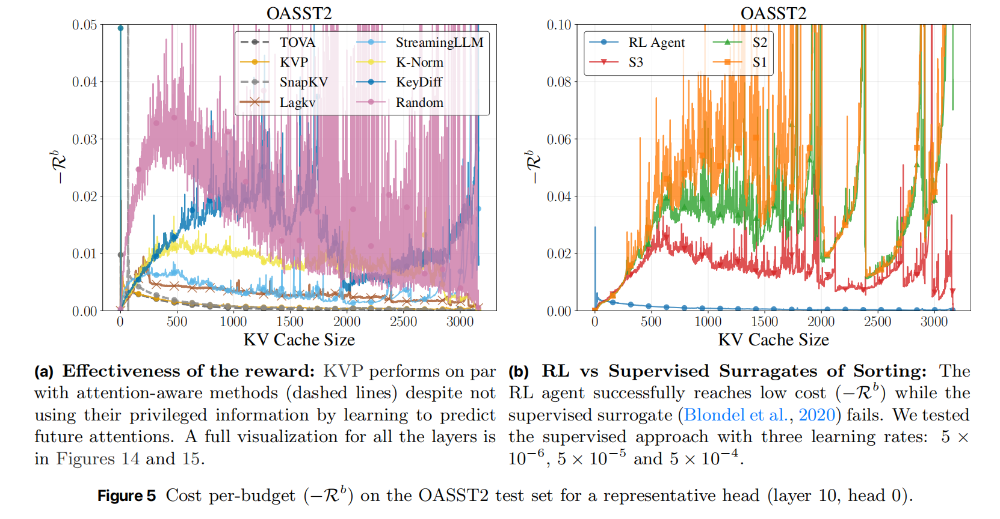 OASST2
0.05
0.04
0.03
0.02
0.01
0.00
−R^b
TOVA
KVP
SnapKV
Lagkv
StreamingLLM
K-Norm
KeyDiff
Random
0 500 1000 1500 2000 2500 3000
KV Cache Size
OASST2
0.10
0.08
0.06
0.04
0.02
0.00
−R^b
RL Agent
S3
S2
S1
0 500 1000 1500 2000 2500 3000
KV Cache Size
(a) Effectiveness of the reward: KVP performs on par
with attention-aware methods (dashed lines) despite not
using their privileged information by learning to predict
future attentions. A full visualization for all the layers is
in Figures 14 and 15.
(b) RL vs Supervised Surragates of Sorting: The
RL agent successfully reaches low cost (−R^b) while the
supervised surrogate (Blondel et al., 2020) fails. We tested
the supervised approach with three learning rates: 5 ×
10⁻⁶, 5 × 10⁻⁵ and 5 × 10⁻⁴.
Figure 5 Cost per-budget (−R^b) on the OASST2 test set for a representative head (layer 10, head 0).